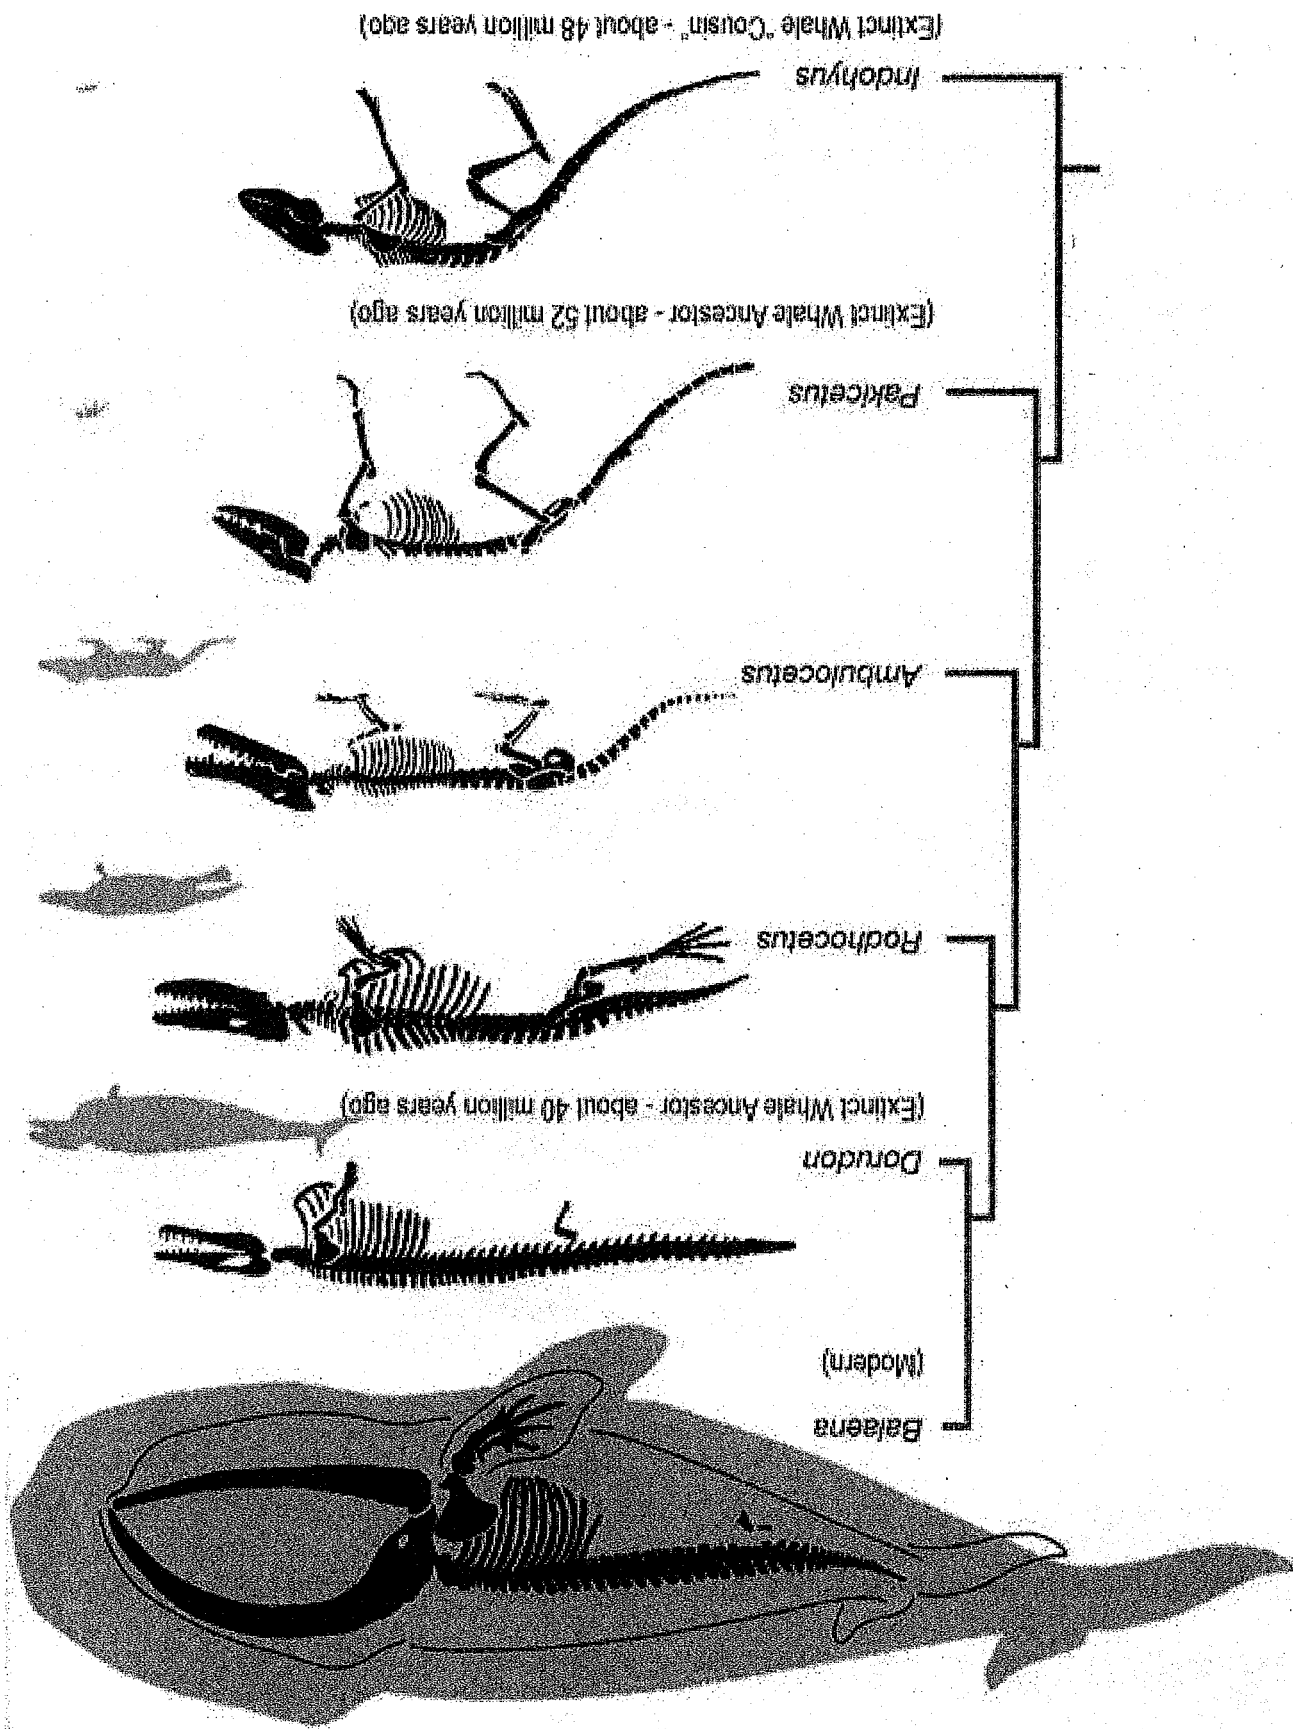 Balaena
(Modern)
Dorudon
(Extinct Whale Ancestor - about 40 million years ago)
Rodhocetus
Ambulocetus
Pakicetus
(Extinct Whale Ancestor - about 52 million years ago)
Indohyus
(Extinct Whale "Cousin" - about 48 million years ago)